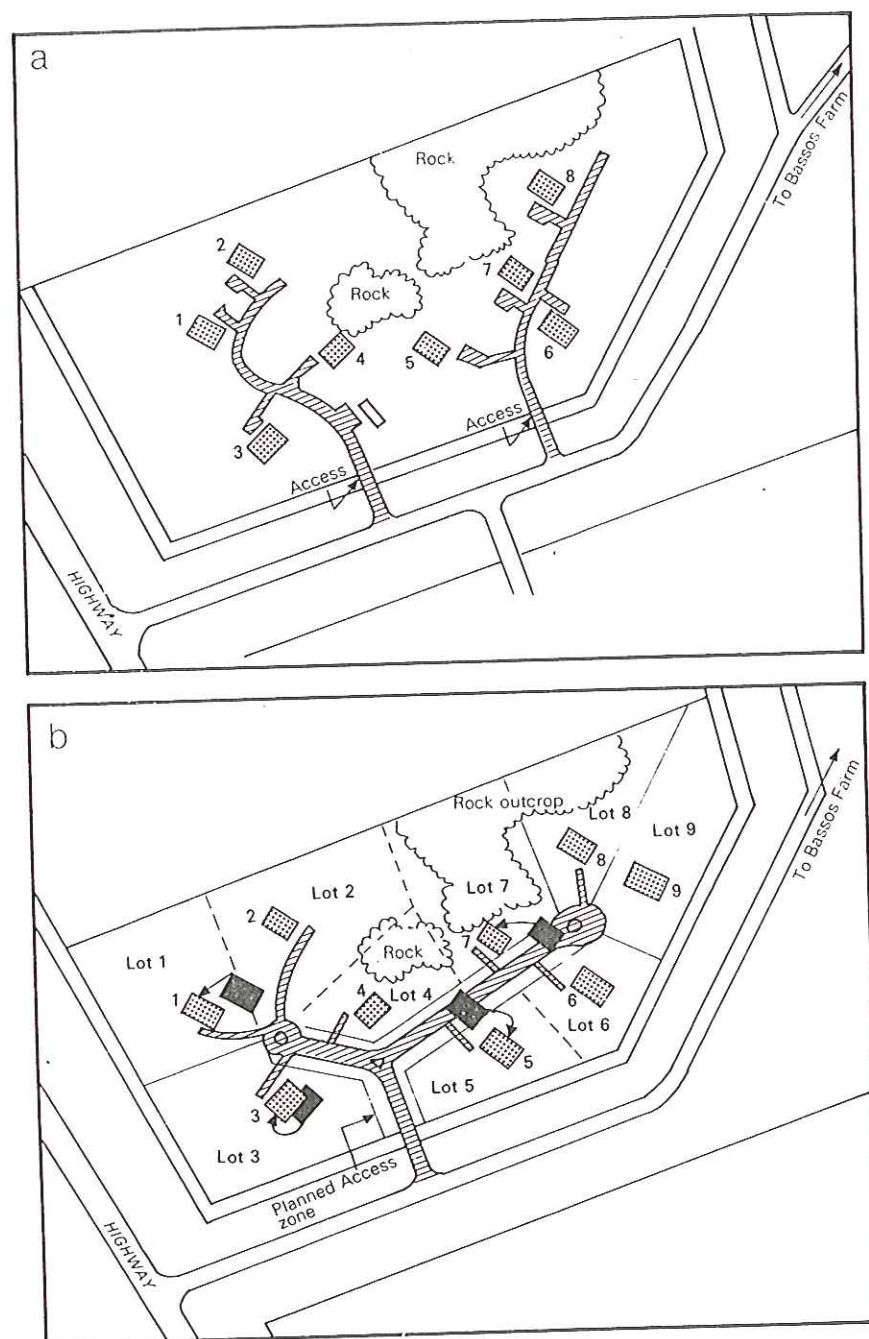 a
Rock
To Bassos Farm
8
2
7
Rock
1
4
5
6
3
Access
Access
HIGHWAY
b
Rock outcrop
Lot 8
Lot 9
To Bassos Farm
Lot 2
8
Lot 7
9
2
Lot 1
7
Rock
1
4
Lot 4
6
Lot 6
5
3
Lot 5
Lot 3
Planned Access
zone
HIGHWAY